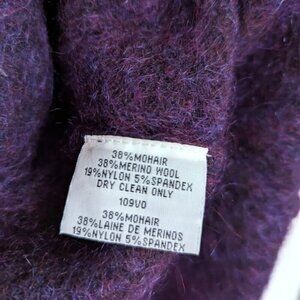 38%MOHAIR
38%MERINO WOOL
19%NYLON 5%SPANDEX
DRY CLEAN ONLY
109VO
38%MOHAIR
38%LAINE DE MERINOS
19%NYLON 5%SPANDEX